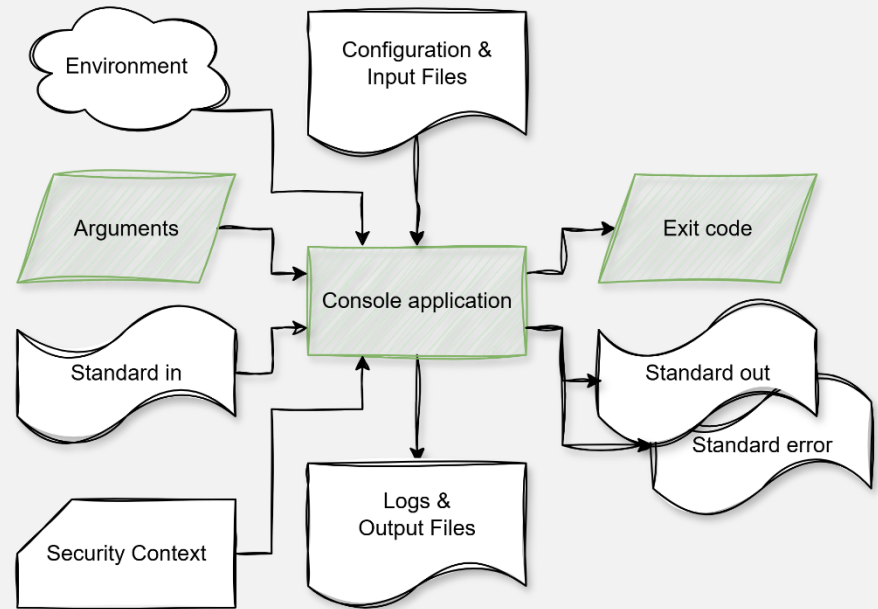 Environment
Configuration &
Input Files
Arguments
Exit code
Console application
Standard in
Standard out
Standard error
Logs &
Output Files
Security Context